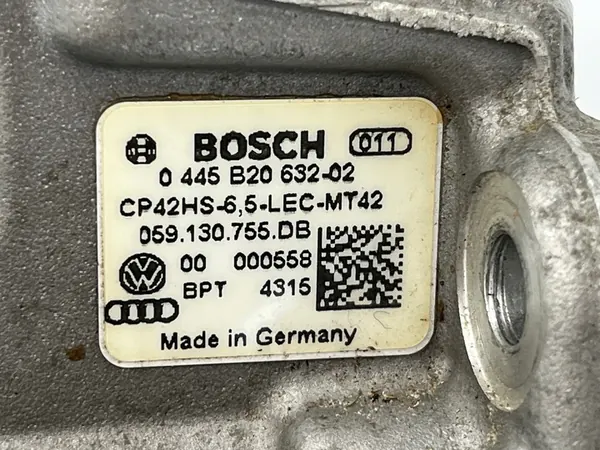 BOSCH 011
0 445 B20 632-02
CP42HS-6,5-LEC-MT42
059.130.755.DB
00 000558
BPT 4315
Made in Germany